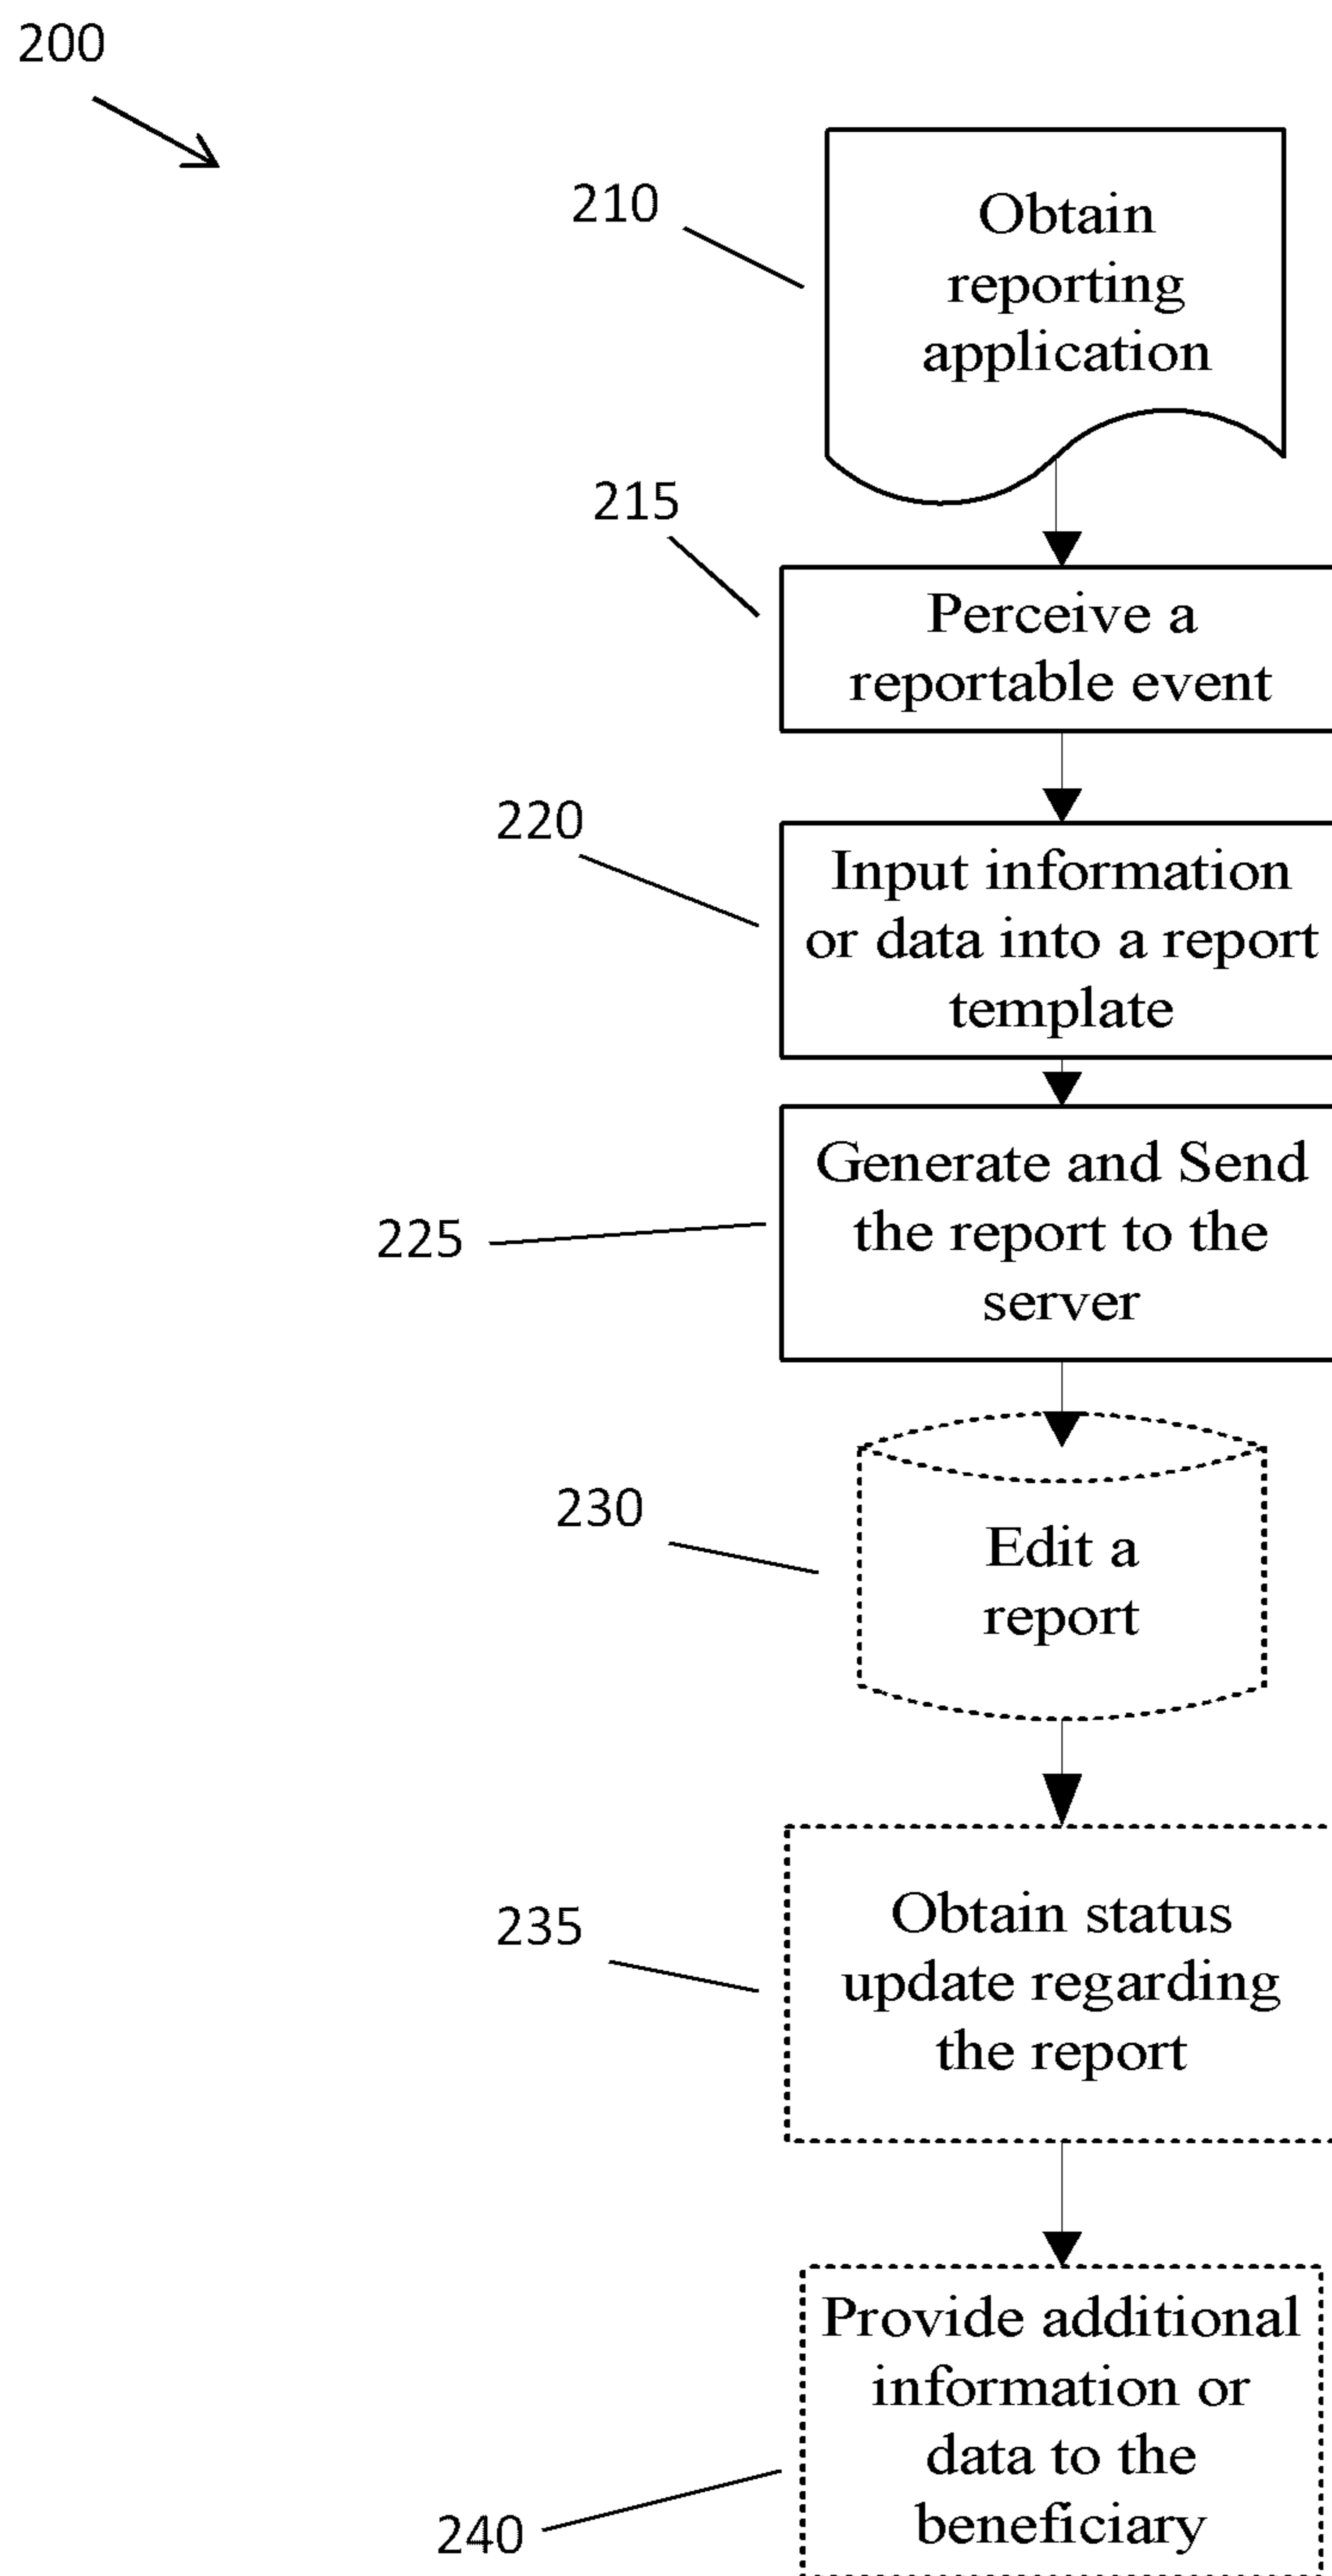 200
210
Obtain
reporting
application
215
Perceive a
reportable event
220
Input information
or data into a report
template
225
Generate and Send
the report to the
server
230
Edit a
report
235
Obtain status
update regarding
the report
240
Provide additional
information or
data to the
beneficiary